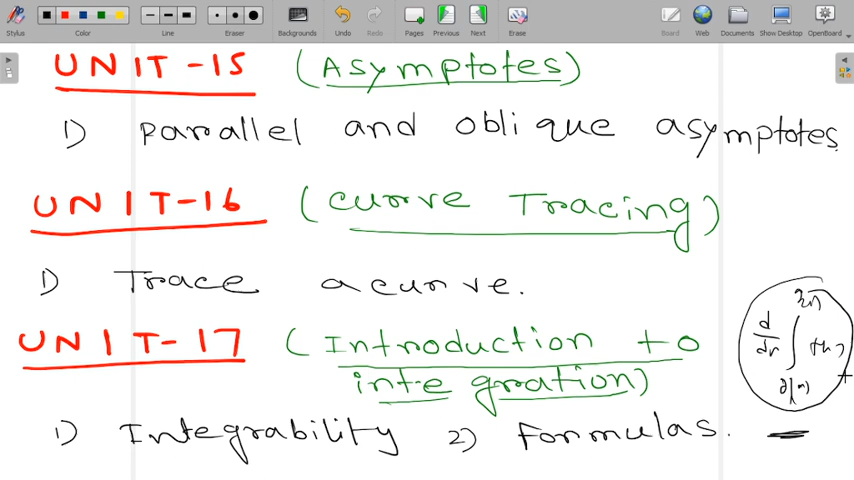 Stylus Color Line Eraser Backgrounds Undo Redo Pages Previous Next Erase Board Web Documents Show Desktop OpenBoard
UNIT-15 (Asymptotes)
1) Parallel and oblique asymptotes
UNIT-16 (Curve Tracing)
1) Trace a curve.
UNIT-17 (Introduction to
integration)
1) Integrability 2) Formulas.